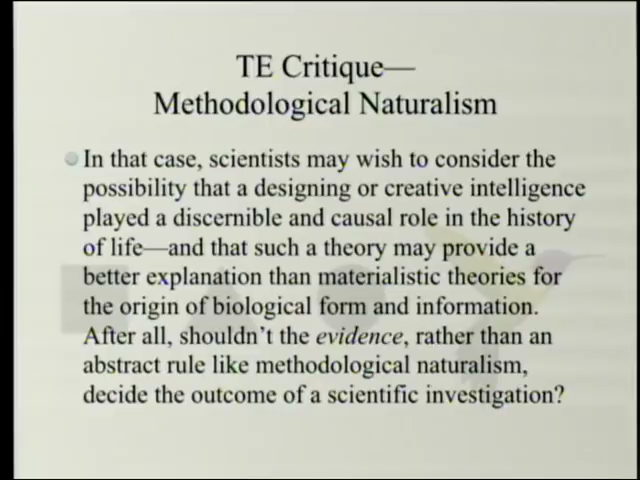 TE Critique—
Methodological Naturalism
In that case, scientists may wish to consider the
possibility that a designing or creative intelligence
played a discernible and causal role in the history
of life—and that such a theory may provide a
better explanation than materialistic theories for
the origin of biological form and information.
After all, shouldn't the evidence, rather than an
abstract rule like methodological naturalism,
decide the outcome of a scientific investigation?